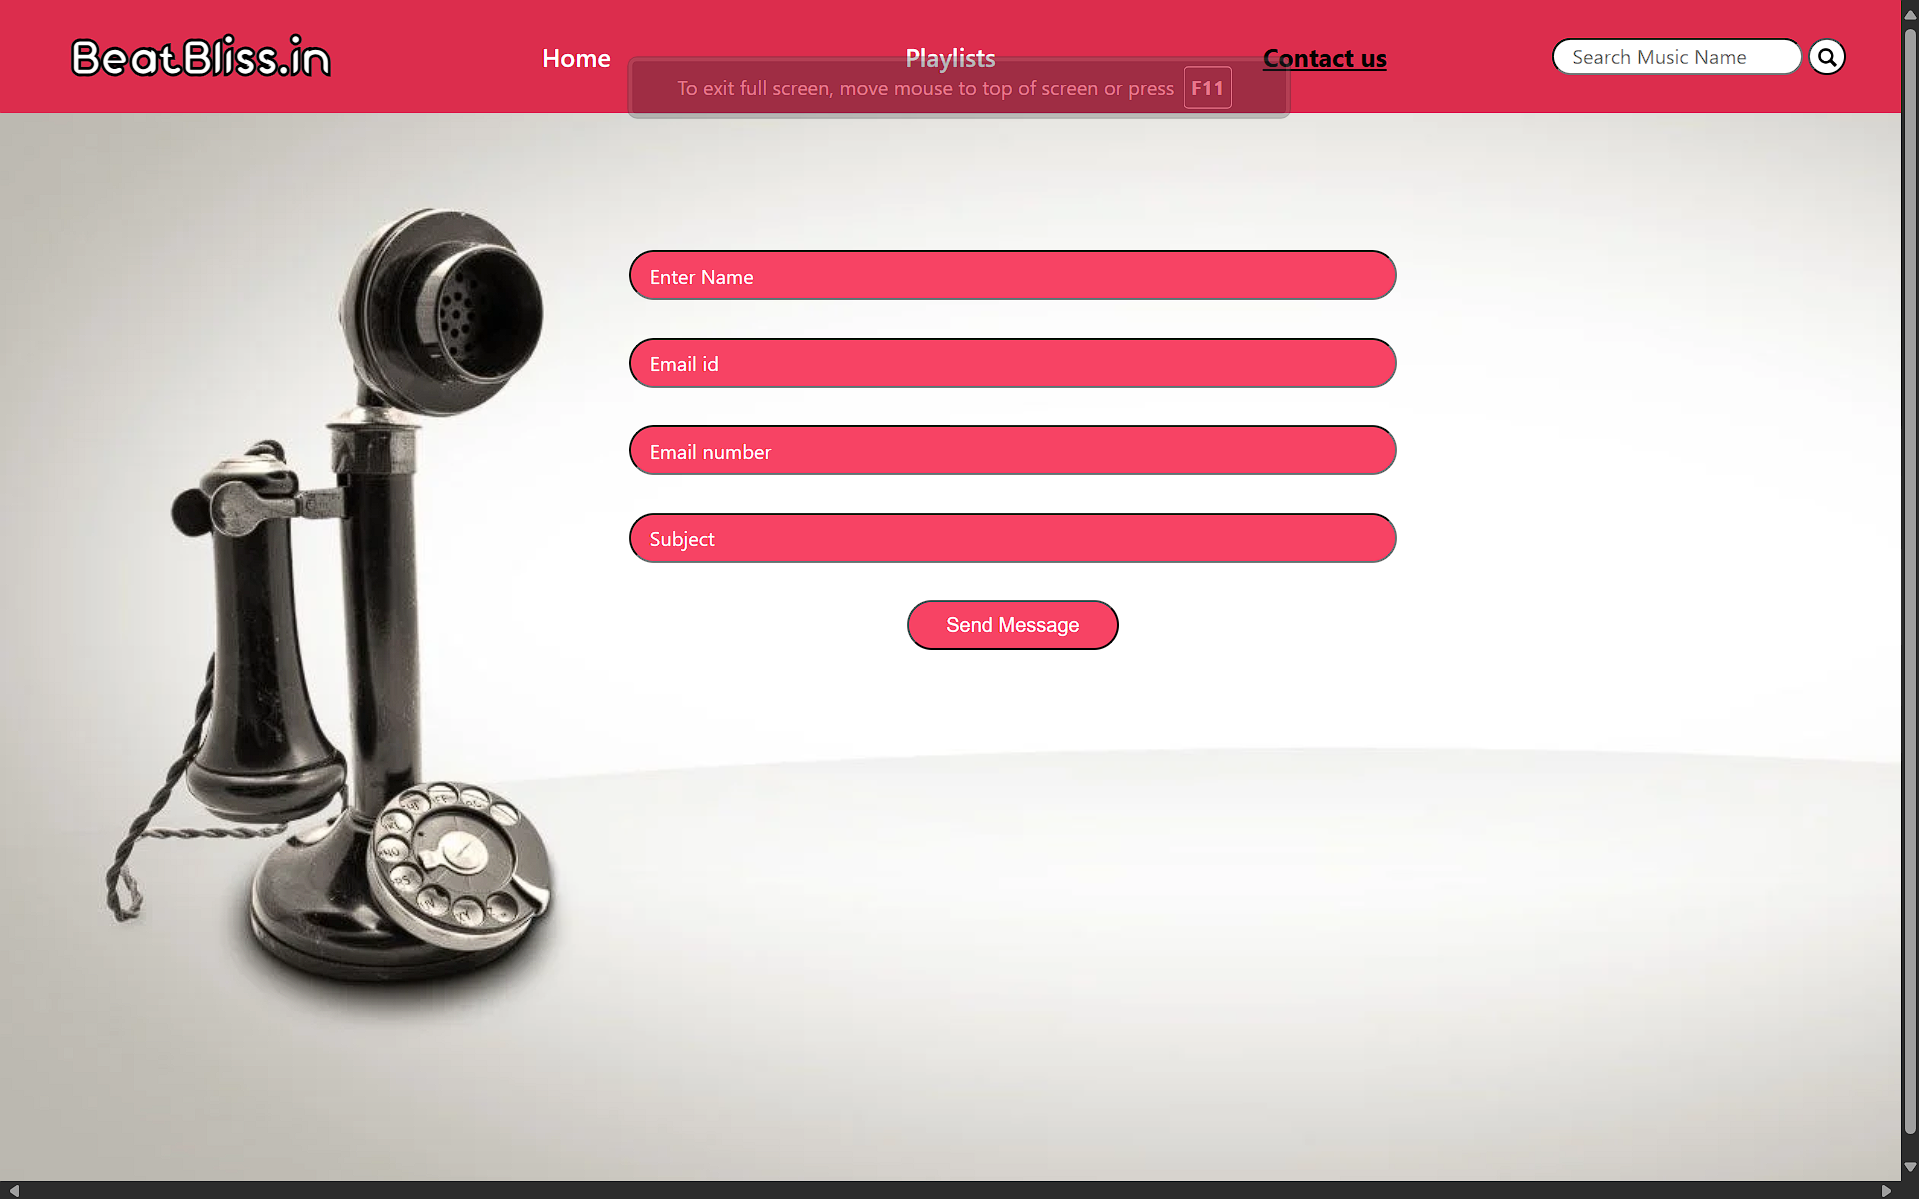 BeatBliss.in
Home
Playlists
Contact us
Search Music Name
To exit full screen, move mouse to top of screen or press F11
Enter Name
Email id
Email number
Subject
Send Message